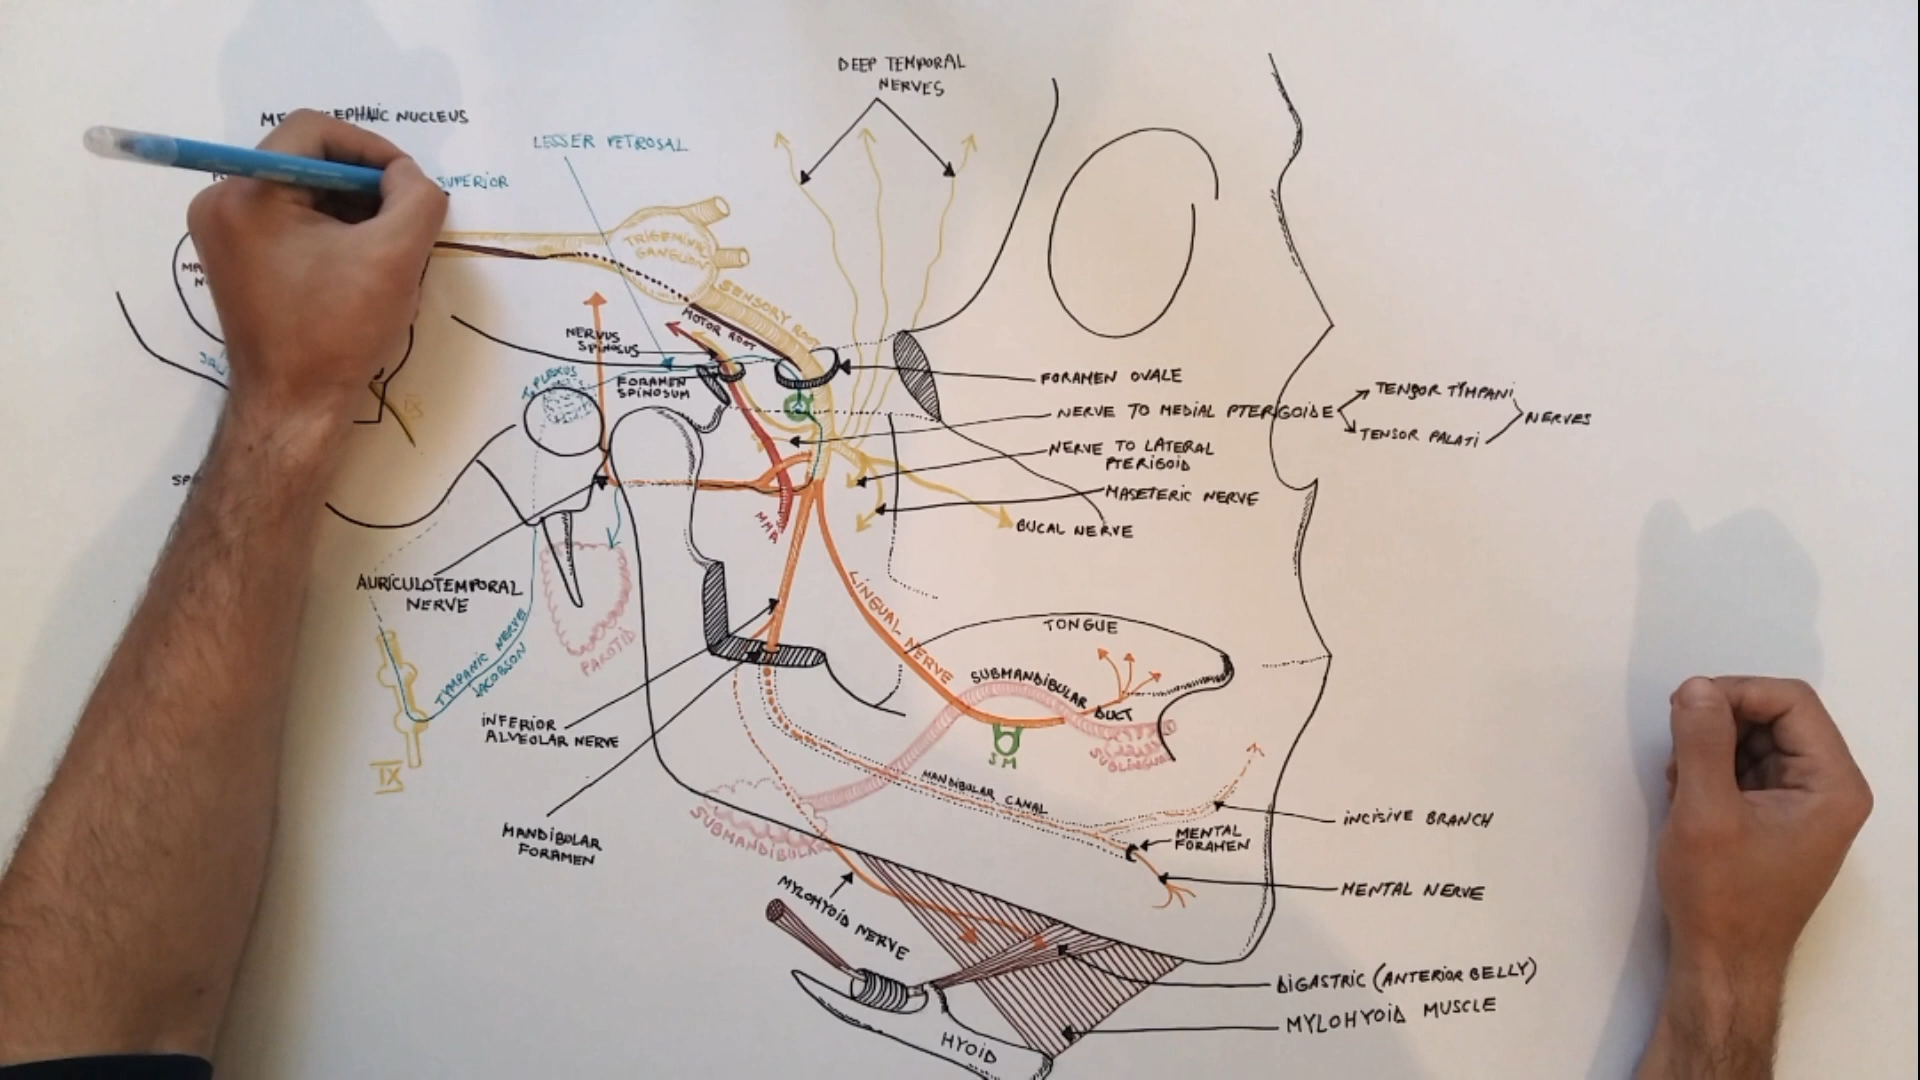 DEEP TEMPORAL
NERVES
NUCLEUS
LESSER PETROSAL
SUPERIOR
TRIGEMINAL
GANGLION
SENSORY ROOT
MOTOR ROOT
NERVUS
SPINOSUS
FORAMEN
SPINOSUM
T. PLEXUS
FORAMEN OVALE
NERVE TO MEDIAL PTERIGOIDE
TENSOR TYMPANI
TENSOR PALATI
NERVES
NERVE TO LATERAL
PTERIGOID
MASETERIC NERVE
BUCAL NERVE
MMA
AURICULOTEMPORAL
NERVE
PAROTID
TYMPANIC NERVE
JACOBSON
IX
LINGUAL NERVE
TONGUE
SUBMANDIBULAR DUCT
SM
SUBLINGUAL
INFERIOR
ALVEOLAR NERVE
MANDIBULAR CANAL
SUBMANDIBULAR
MANDIBOLAR
FORAMEN
INCISIVE BRANCH
MENTAL
FORAMEN
MENTAL NERVE
MYLOHYOID NERVE
DIGASTRIC (ANTERIOR BELLY)
MYLOHYOID MUSCLE
HYOID